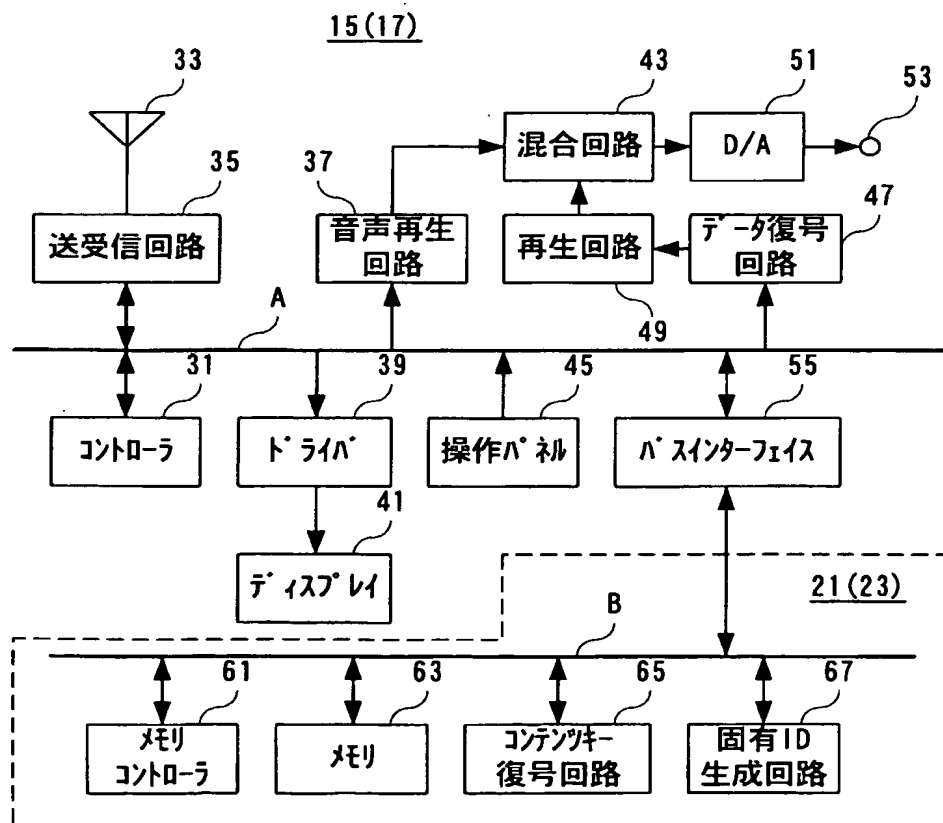 15(17)
33
43
51
53
混合回路
D/A
35
37
47
送受信回路
音声再生
回路
再生回路
データ復号
回路
A
49
31
39
45
55
コントローラ
ドライバ
操作パネル
バスインターフェイス
41
ディスプレイ
21(23)
B
61
63
65
67
メモリ
コントローラ
メモリ
コンテンツキー
復号回路
固有ID
生成回路